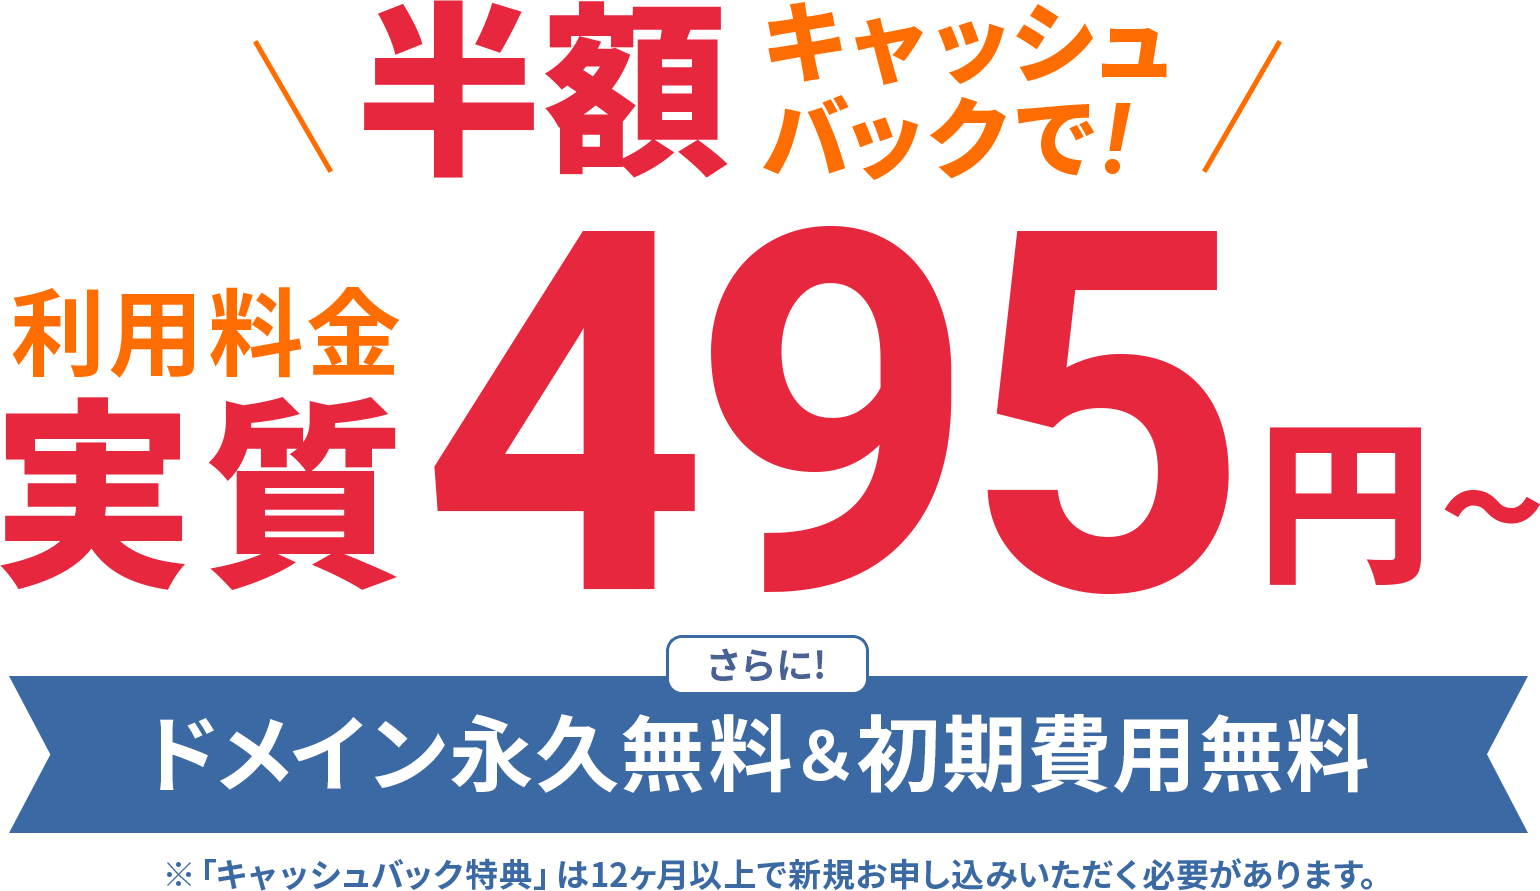 半額 キャッシュ
バックで!
利用料金
実質495円~
さらに!
ドメイン永久無料&初期費用無料
※「キャッシュバック特典」は12ヶ月以上で新規お申し込みいただく必要があります。